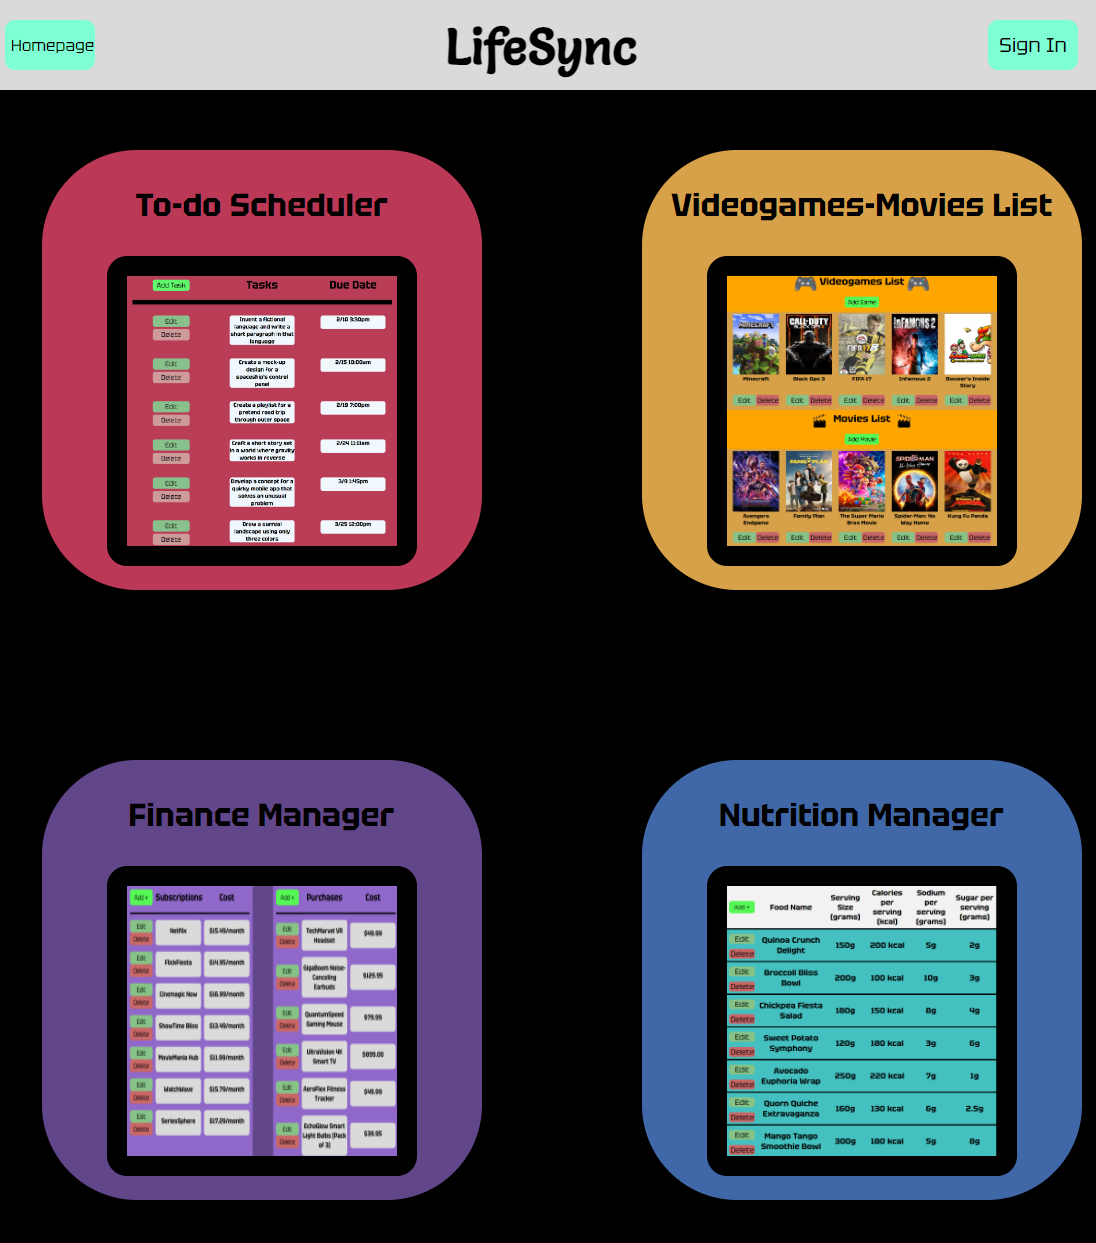 Homepage
LifeSync
Sign In
To-do Scheduler
Add Task Tasks Due Date
Edit
Delete
Invent a fictional
language and write a
short paragraph in that
language
2/10 3:30pm
Edit
Delete
Create a mock-up
design for a
spaceship's control
panel
2/15 10:00am
Edit
Delete
Create a playlist for a
pretend road trip
through outer space
2/19 7:00pm
Edit
Delete
Craft a short story set
in a world where gravity
works in reverse
2/24 11:11am
Edit
Delete
Develop a concept for a
quirky mobile app that
solves an unusual
problem
3/9 1:45pm
Edit
Delete
Draw a surreal
landscape using only
three colors
3/25 12:00pm
Videogames-Movies List
Videogames List
Add Game
MINECRAFT
CALL OF DUTY
BLACK OPS
FIFA 17
inFAMOUS 2
Minecraft
Black Ops 3
FIFA 17
Infamous 2
Bowser's Inside
Story
Edit Delete Edit Delete Edit Delete Edit Delete Edit Delete
Movies List
Add Movie
FAMILY PLAN
SPIDER-MAN
Avengers
Endgame
Family Plan
The Super Mario
Bros Movie
Spider-Man: No
Way Home
Kung Fu Panda
Edit Delete Edit Delete Edit Delete Edit Delete Edit Delete
Finance Manager
Add + Subscriptions Cost
Edit
Delete
Netflix
$15.49/month
Edit
Delete
FlickFiesta
$14.95/month
Edit
Delete
Cinemagic Now
$16.99/month
Edit
Delete
ShowTime Bliss
$13.49/month
Edit
Delete
MovieMania Hub
$11.99/month
Edit
Delete
WatchWave
$15.79/month
Edit
Delete
SeriesSphere
$17.29/month
Add + Purchases Cost
Edit
Delete
TechMarvel VR
Headset
$49.99
Edit
Delete
GigaBoom Noise-
Canceling
Earbuds
$129.95
Edit
Delete
QuantumSpeed
Gaming Mouse
$79.99
Edit
Delete
UltraVision 4K
Smart TV
$899.00
Edit
Delete
AeroFlex Fitness
Tracker
$49.99
Edit
Delete
EchoGlow Smart
Light Bulbs (Pack
of 3)
$39.95
Nutrition Manager
Add +
Food Name
Serving
Size
(grams)
Calories
per
serving
(kcal)
Sodium
per
serving
(grams)
Sugar per
serving
(grams)
Edit
Delete
Quinoa Crunch
Delight
150g 200 kcal 5g 2g
Edit
Delete
Broccoli Bliss
Bowl
200g 100 kcal 10g 3g
Edit
Delete
Chickpea Fiesta
Salad
180g 150 kcal 8g 4g
Edit
Delete
Sweet Potato
Symphony
120g 180 kcal 3g 6g
Edit
Delete
Avocado
Euphoria Wrap
250g 220 kcal 7g 1g
Edit
Delete
Quorn Quiche
Extravaganza
160g 130 kcal 6g 2.5g
Edit
Delete
Mango Tango
Smoothie Bowl
300g 180 kcal 5g 8g